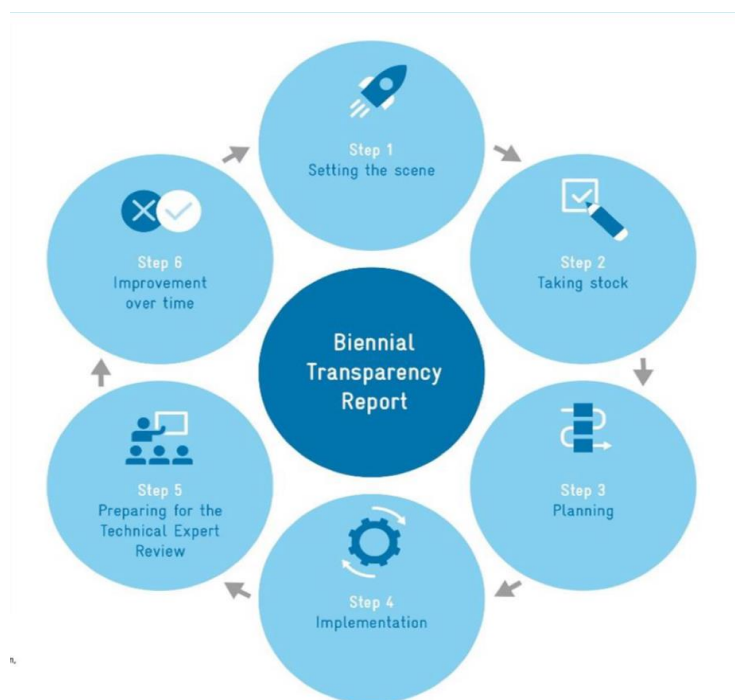 Step 1
Setting the scene
Step 2
Taking stock
Step 3
Planning
Step 4
Implementation
Step 5
Preparing for the
Technical Expert
Review
Step 6
Improvement
over time
Biennial
Transparency
Report